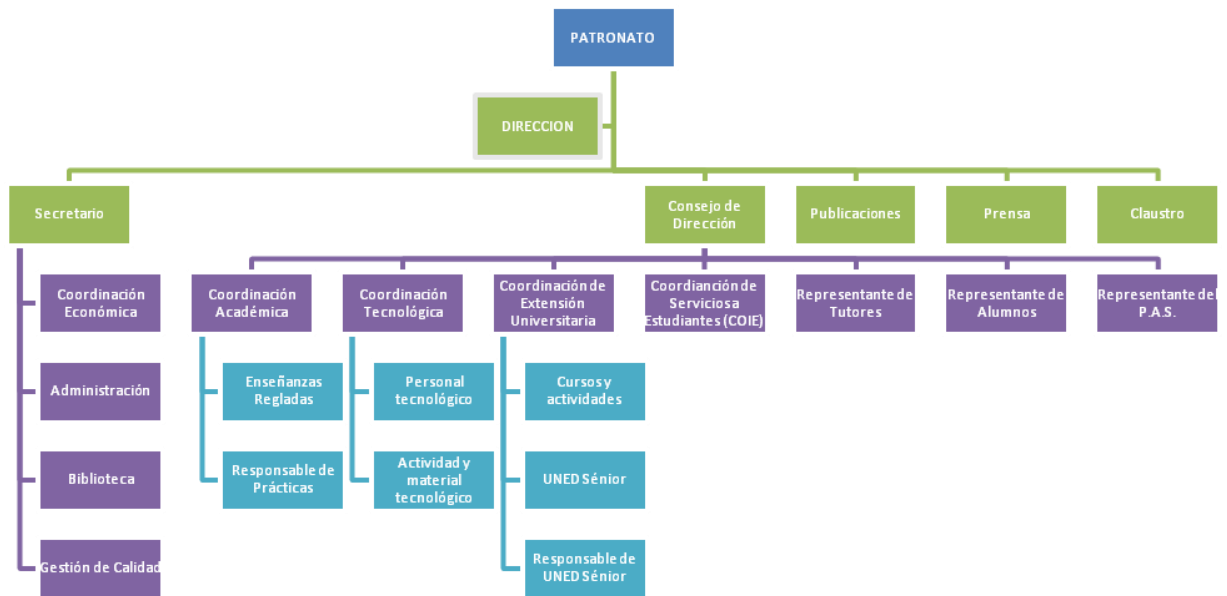 PATRONATO
DIRECCION
Secretario
Consejo de
Dirección
Publicaciones
Prensa
Claustro
Coordinación
Económica
Coordinación
Académica
Coordinación
Tecnológica
Coordinación de
Extensión
Universitaria
Coordianción de
Servicios a
Estudiantes (COIE)
Representante de
Tutores
Representante de
Alumnos
Representante del
P.A.S.
Administración
Enseñanzas
Regladas
Personal
tecnológico
Cursos y
actividades
Biblioteca
Responsable de
Prácticas
Actividad y
material
tecnológico
UNED Sénior
Gestión de Calidad
Responsable de
UNED Sénior